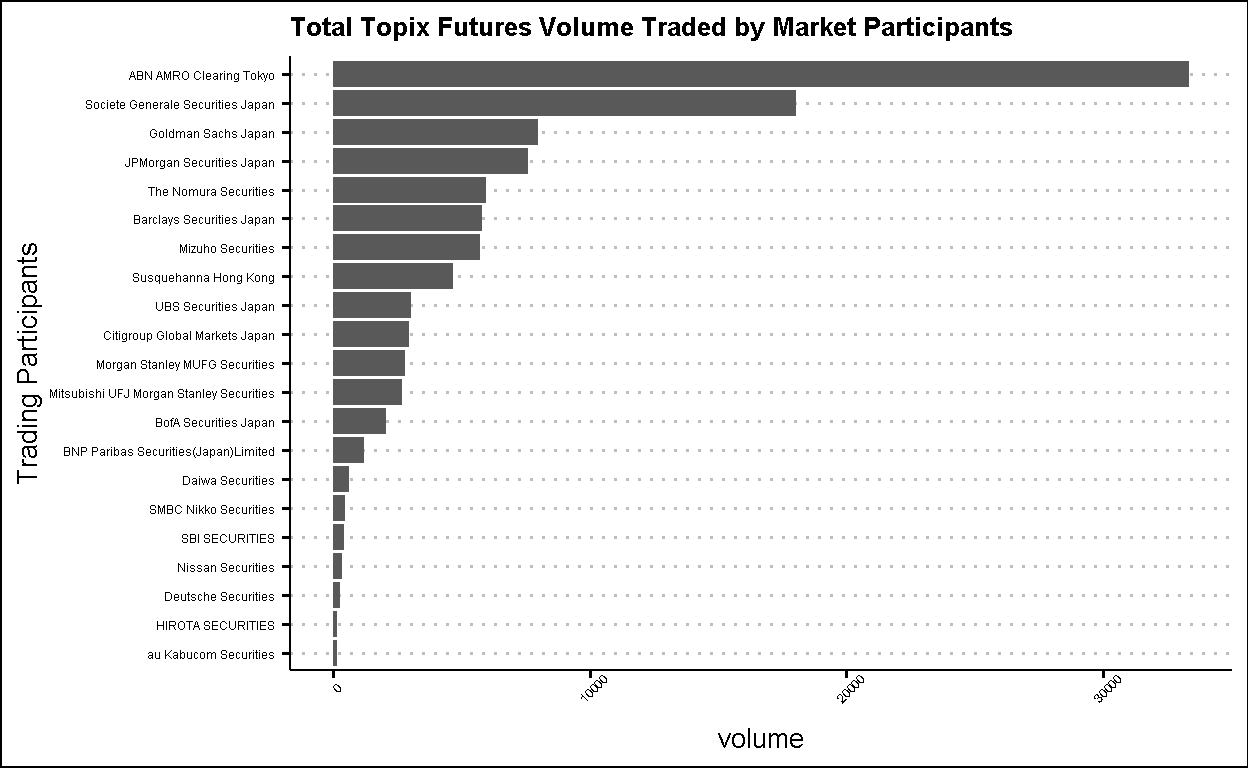 Total Topix Futures Volume Traded by Market Participants
Trading Participants
ABN AMRO Clearing Tokyo
Societe Generale Securities Japan
Goldman Sachs Japan
JPMorgan Securities Japan
The Nomura Securities
Barclays Securities Japan
Mizuho Securities
Susquehanna Hong Kong
UBS Securities Japan
Citigroup Global Markets Japan
Morgan Stanley MUFG Securities
Mitsubishi UFJ Morgan Stanley Securities
BofA Securities Japan
BNP Paribas Securities(Japan)Limited
Daiwa Securities
SMBC Nikko Securities
SBI SECURITIES
Nissan Securities
Deutsche Securities
HIROTA SECURITIES
au Kabucom Securities
0
10000
20000
30000
volume